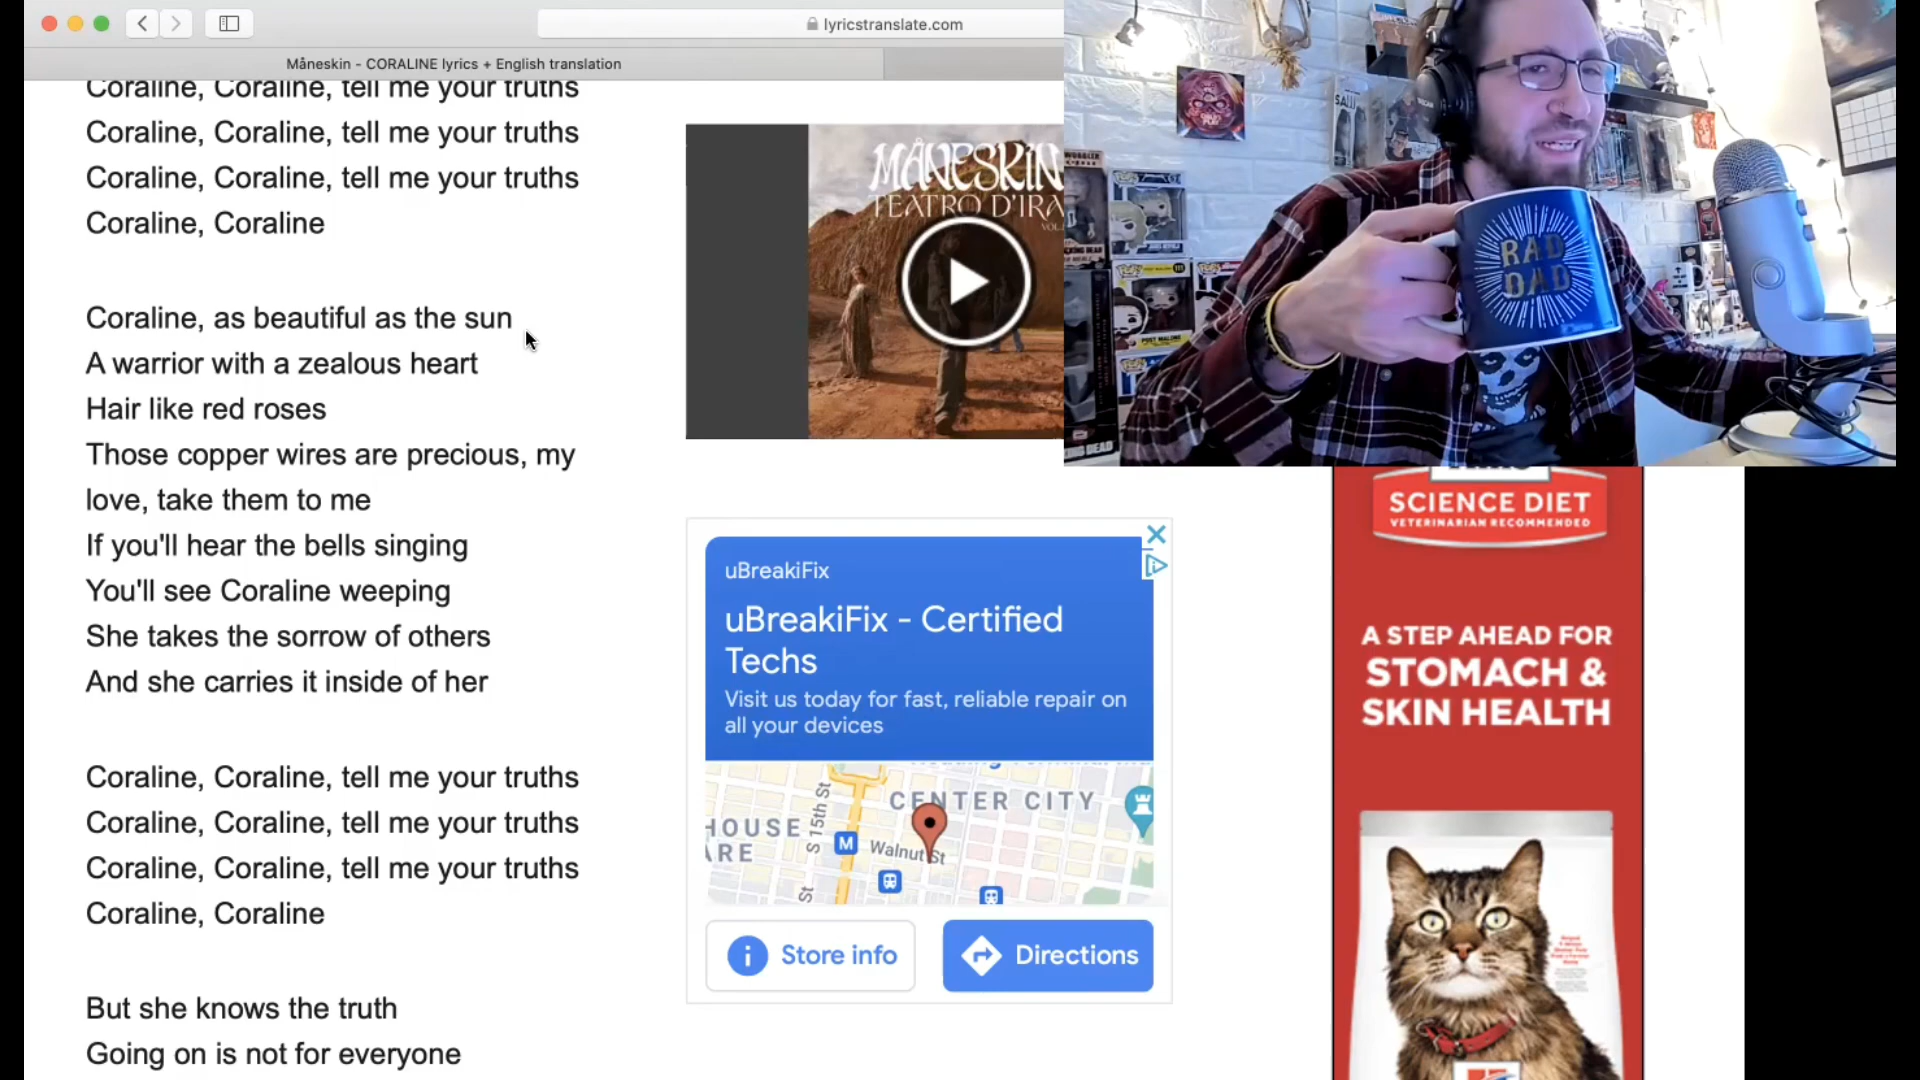 lyricstranslate.com
Måneskin - CORALINE lyrics + English translation
Coraline, Coraline, tell me your truths
Coraline, Coraline, tell me your truths
Coraline, Coraline, tell me your truths
Coraline, Coraline
Coraline, as beautiful as the sun
A warrior with a zealous heart
Hair like red roses
Those copper wires are precious, my
love, take them to me
If you'll hear the bells singing
You'll see Coraline weeping
She takes the sorrow of others
And she carries it inside of her
Coraline, Coraline, tell me your truths
Coraline, Coraline, tell me your truths
Coraline, Coraline, tell me your truths
Coraline, Coraline
But she knows the truth
Going on is not for everyone
MÅNESKIN
TEATRO D'IRA
RAD
DAD
SAW
POST MALONE
uBreakiFix
uBreakiFix - Certified
Techs
Visit us today for fast, reliable repair on
all your devices
CENTER CITY
S 15th St
Walnut St
M
Store info
Directions
SCIENCE DIET
VETERINARIAN RECOMMENDED
A STEP AHEAD FOR
STOMACH &
SKIN HEALTH